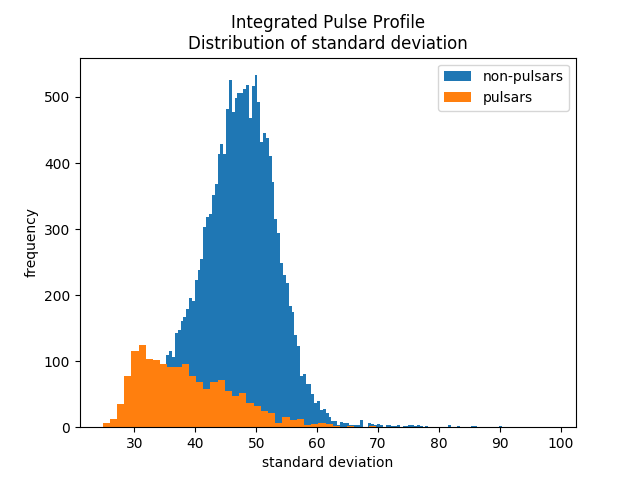 Integrated Pulse Profile
Distribution of standard deviation
non-pulsars
pulsars
500
400
300
200
100
0
frequency
30 40 50 60 70 80 90 100
standard deviation